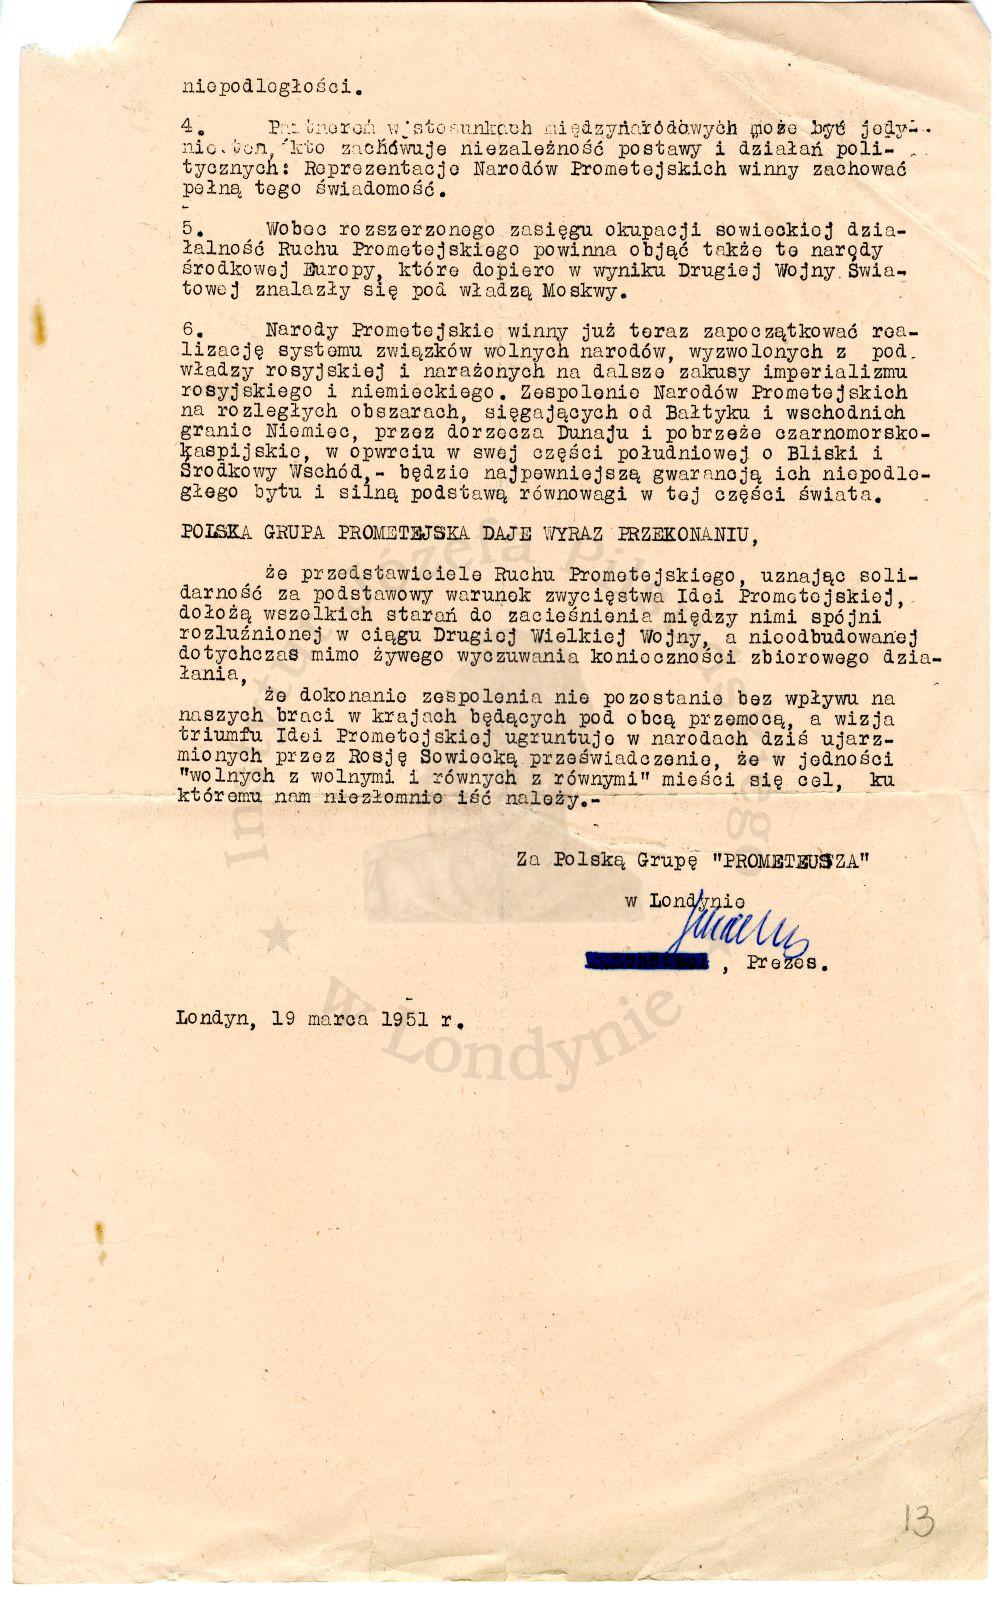 niepodległości.
4. Partnerem w stosunkach międzynaródowych może być jedy-
nie ten, kto zachówuje niezależność postawy i działań poli-
tycznych: Reprezentacje Narodów Prometejskich winny zachować
pełną tego świadomość.
5. Wobec rozszerzonego zasięgu okupacji sowieckiej dzia-
łalność Ruchu Prometejskiego powinna objąć także te narody
środkowej Europy, które dopiero w wyniku Drugiej Wojny Świa-
towej znalazły się pod władzą Moskwy.
6. Narody Prometejskie winny już teraz zapoczątkować rea-
lizację systemu związków wolnych narodów, wyzwolonych z pod
władzy rosyjskiej i narażonych na dalsze zakusy imperializmu
rosyjskiego i niemieckiego. Zespolenie Narodów Prometejskich
na rozległych obszarach, sięgających od Bałtyku i wschodnich
granic Niemiec, przez dorzecza Dunaju i pobrzeże czarnomorsko-
kaspijskie, w opwrciu w swej części południowej o Bliski i
Środkowy Wschód,- będzie najpewniejszą gwarancją ich niepodle-
głego bytu i silną podstawą równowagi w tej części świata.
POLSKA GRUPA PROMETEJSKA DAJE WYRAZ PRZEKONANIU,
że przedstawiciele Ruchu Prometejskiego, uznając soli-
darność za podstawowy warunek zwycięstwa Idei Prometejskiej,
dołożą wszelkich starań do zacieśnienia między nimi spójni
rozluźnionej w ciągu Drugiej Wielkiej Wojny, a nieodbudowanej
dotychczas mimo żywego wyczuwania konieczności zbiorowego dzia-
łania,
że dokonanie zespolenia nie pozostanie bez wpływu na
naszych braci w krajach będących pod obcą przemocą, a wizja
triumfu Idei Prometejskiej ugruntuje w narodach dziś ujarz-
mionych przez Rosję Sowiecką przeświadczenie, że w jedności
"wolnych z wolnymi i równych z równymi" mieści się cel, ku
któremu nam niezłomnie iść należy.-
Za Polską Grupę "PROMETEUSZA"
w Londynie
, Prezes.
Londyn, 19 marca 1951 r.
Instytut Józefa Piłsudskiego
w Londynie
13